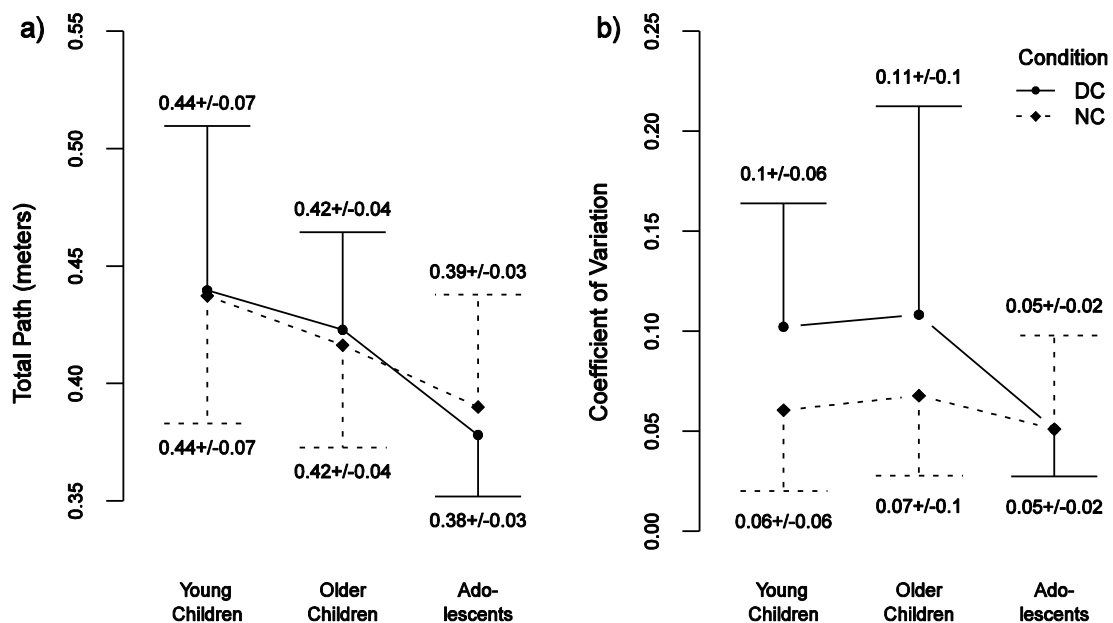 a)
Total Path (meters)
0.55
0.50
0.45
0.40
0.35
0.44+/-0.07
0.42+/-0.04
0.39+/-0.03
0.44+/-0.07
0.42+/-0.04
0.38+/-0.03
Young
Children
Older
Children
Ado-
lescents
b)
Coefficient of Variation
0.25
0.20
0.15
0.10
0.05
0.00
Condition
DC
NC
0.11+/-0.1
0.1+/-0.06
0.05+/-0.02
0.06+/-0.06
0.07+/-0.1
0.05+/-0.02
Young
Children
Older
Children
Ado-
lescents